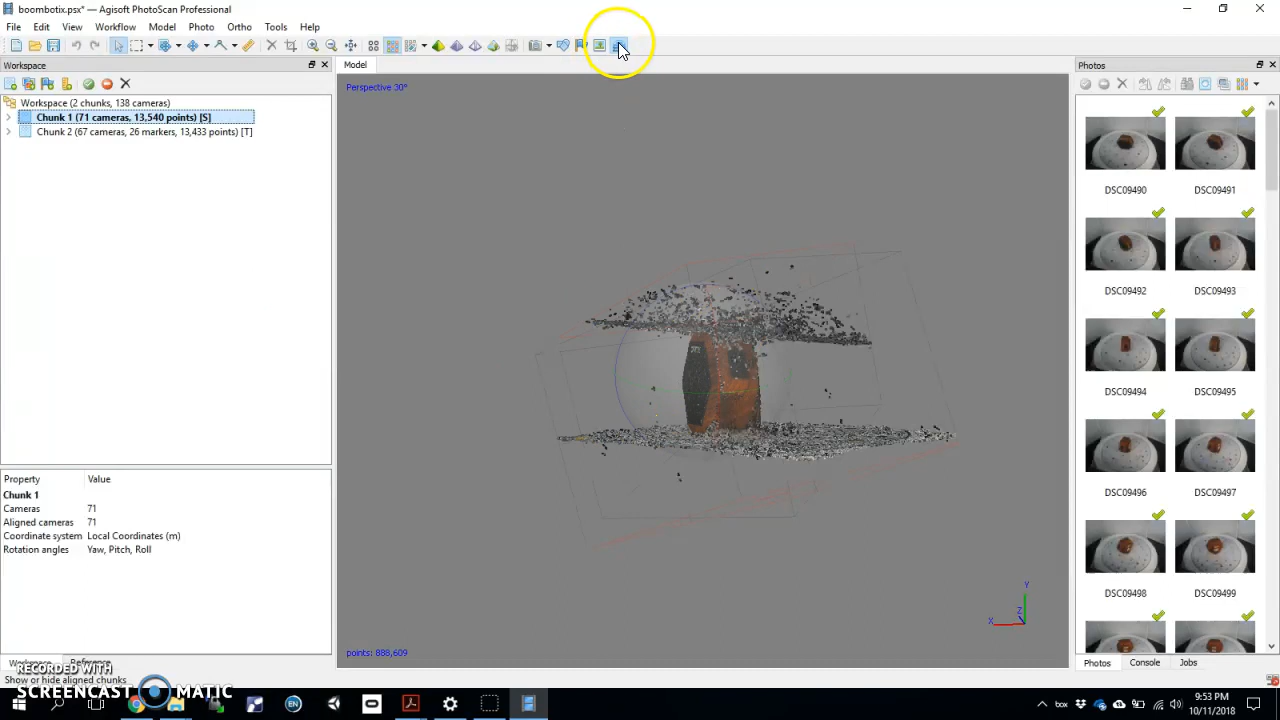 boombotix.psx* — Agisoft PhotoScan Professional
File Edit View Workflow Model Photo Ortho Tools Help
Workspace
Model
Photos
Perspective 30°
Workspace (2 chunks, 138 cameras)
Chunk 1 (71 cameras, 13,540 points) [S]
Chunk 2 (67 cameras, 26 markers, 13,433 points) [T]
DSC09490 DSC09491
DSC09492 DSC09493
DSC09494 DSC09495
DSC09496 DSC09497
DSC09498 DSC09499
Property Value
Chunk 1
Cameras 71
Aligned cameras 71
Coordinate system Local Coordinates (m)
Rotation angles Yaw, Pitch, Roll
Y
Z
X
points: 888,609
Photos Console Jobs
RECORDED WITH
Show or hide aligned chunks
SCREENCAST MATIC
EN
box
9:53 PM
10/11/2018